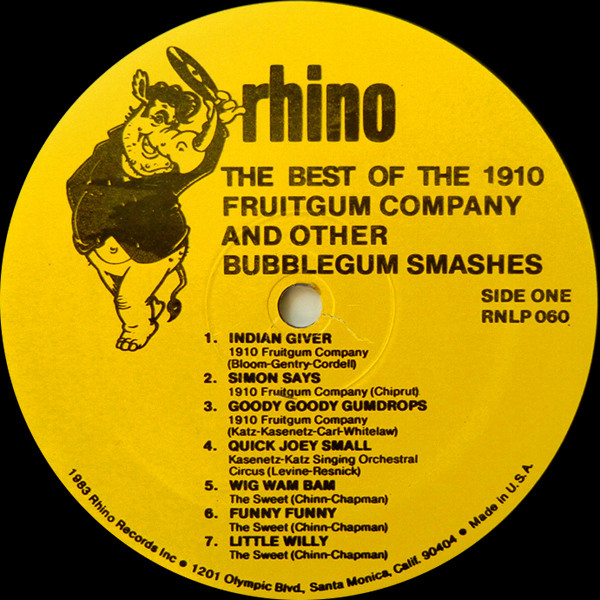 rhino
THE BEST OF THE 1910
FRUITGUM COMPANY
AND OTHER
BUBBLEGUM SMASHES
SIDE ONE
RNLP 060
1. INDIAN GIVER
1910 Fruitgum Company
(Bloom-Gentry-Cordell)
2. SIMON SAYS
1910 Fruitgum Company (Chiprut)
3. GOODY GOODY GUMDROPS
1910 Fruitgum Company
(Katz-Kasenetz-Carl-Whitelaw)
4. QUICK JOEY SMALL
Kasenetz-Katz Singing Orchestral
Circus (Levine-Resnick)
5. WIG WAM BAM
The Sweet (Chinn-Chapman)
6. FUNNY FUNNY
The Sweet (Chinn-Chapman)
7. LITTLE WILLY
The Sweet (Chinn-Chapman)
1983 Rhino Records Inc ● 1201 Olympic Blvd., Santa Monica, Calif. 90404 ● Made in U.S.A.